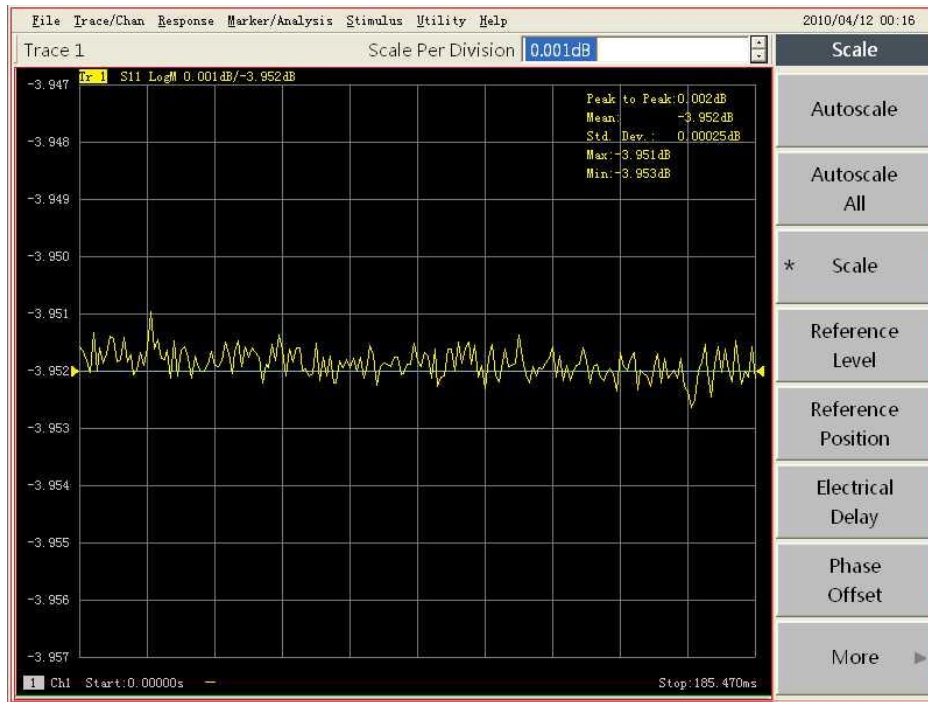 File Trace/Chan Response Marker/Analysis Stimulus Utility Help 2010/04/12 00:16
Trace 1 Scale Per Division 0.001dB Scale
Tr 1 S11 LogM 0.001dB/-3.952dB
-3.947
-3.948
-3.949
-3.950
-3.951
-3.952
-3.953
-3.954
-3.955
-3.956
-3.957
Peak to Peak:0.002dB
Mean: -3.952dB
Std. Dev.: 0.00025dB
Max:-3.951dB
Min:-3.953dB
1 Ch1 Start:0.00000s — Stop:185.470ms
Autoscale
Autoscale
All
* Scale
Reference
Level
Reference
Position
Electrical
Delay
Phase
Offset
More